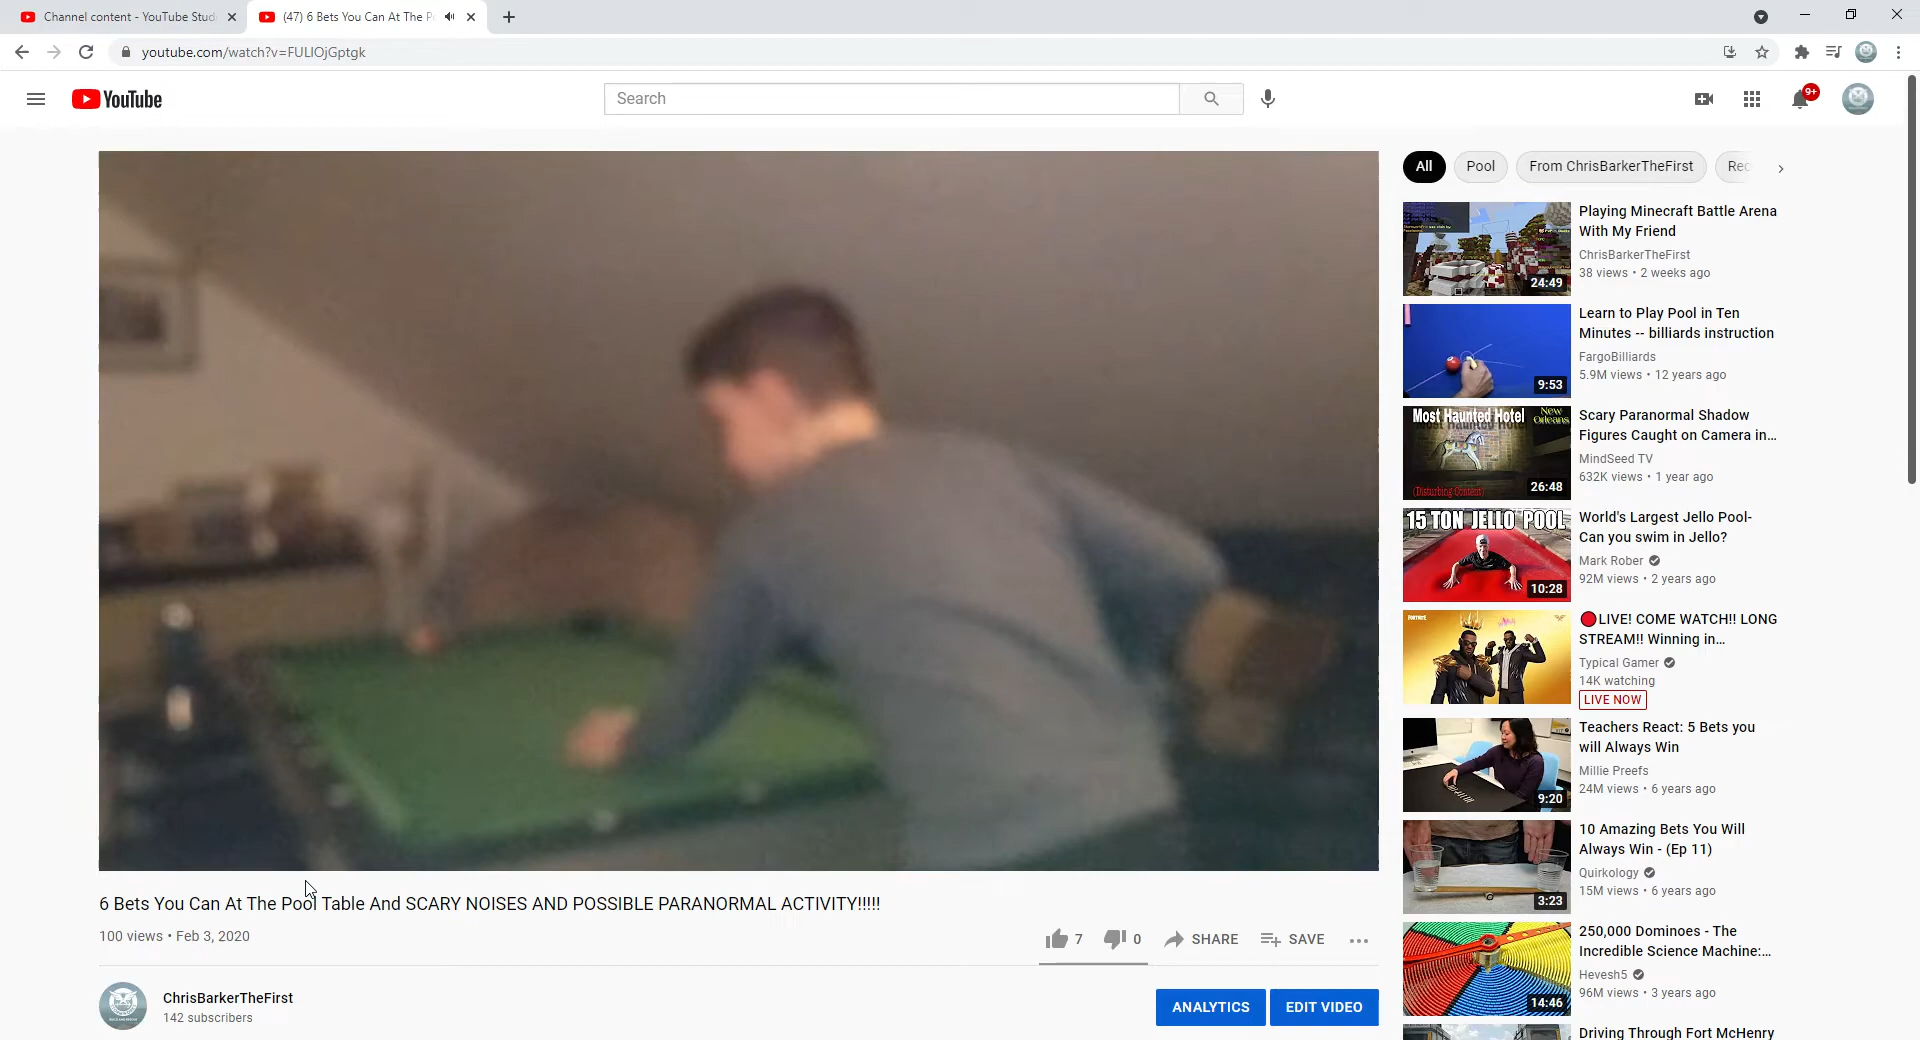 Channel content - YouTube Stud
(47) 6 Bets You Can At The P
youtube.com/watch?v=FULIOjGptgk
YouTube
Search
9+
All
Pool
From ChrisBarkerTheFirst
Rec
Playing Minecraft Battle Arena
With My Friend
ChrisBarkerTheFirst
38 views • 2 weeks ago
24:49
Learn to Play Pool in Ten
Minutes -- billiards instruction
FargoBilliards
5.9M views • 12 years ago
9:53
Most Haunted Hotel
New
Orleans
(Disturbing Content)
26:48
Scary Paranormal Shadow
Figures Caught on Camera in...
MindSeed TV
632K views • 1 year ago
15 TON JELLO POOL
10:28
World's Largest Jello Pool-
Can you swim in Jello?
Mark Rober
92M views • 2 years ago
FORTNITE
🔴LIVE! COME WATCH!! LONG
STREAM!! Winning in...
Typical Gamer
14K watching
LIVE NOW
Teachers React: 5 Bets you
will Always Win
Millie Preefs
24M views • 6 years ago
9:20
10 Amazing Bets You Will
Always Win - (Ep 11)
Quirkology
15M views • 6 years ago
3:23
250,000 Dominoes - The
Incredible Science Machine:...
Hevesh5
96M views • 3 years ago
14:46
Driving Through Fort McHenry
6 Bets You Can At The Pool Table And SCARY NOISES AND POSSIBLE PARANORMAL ACTIVITY!!!!!
100 views • Feb 3, 2020
7
0
SHARE
SAVE
ChrisBarkerTheFirst
142 subscribers
ANALYTICS
EDIT VIDEO